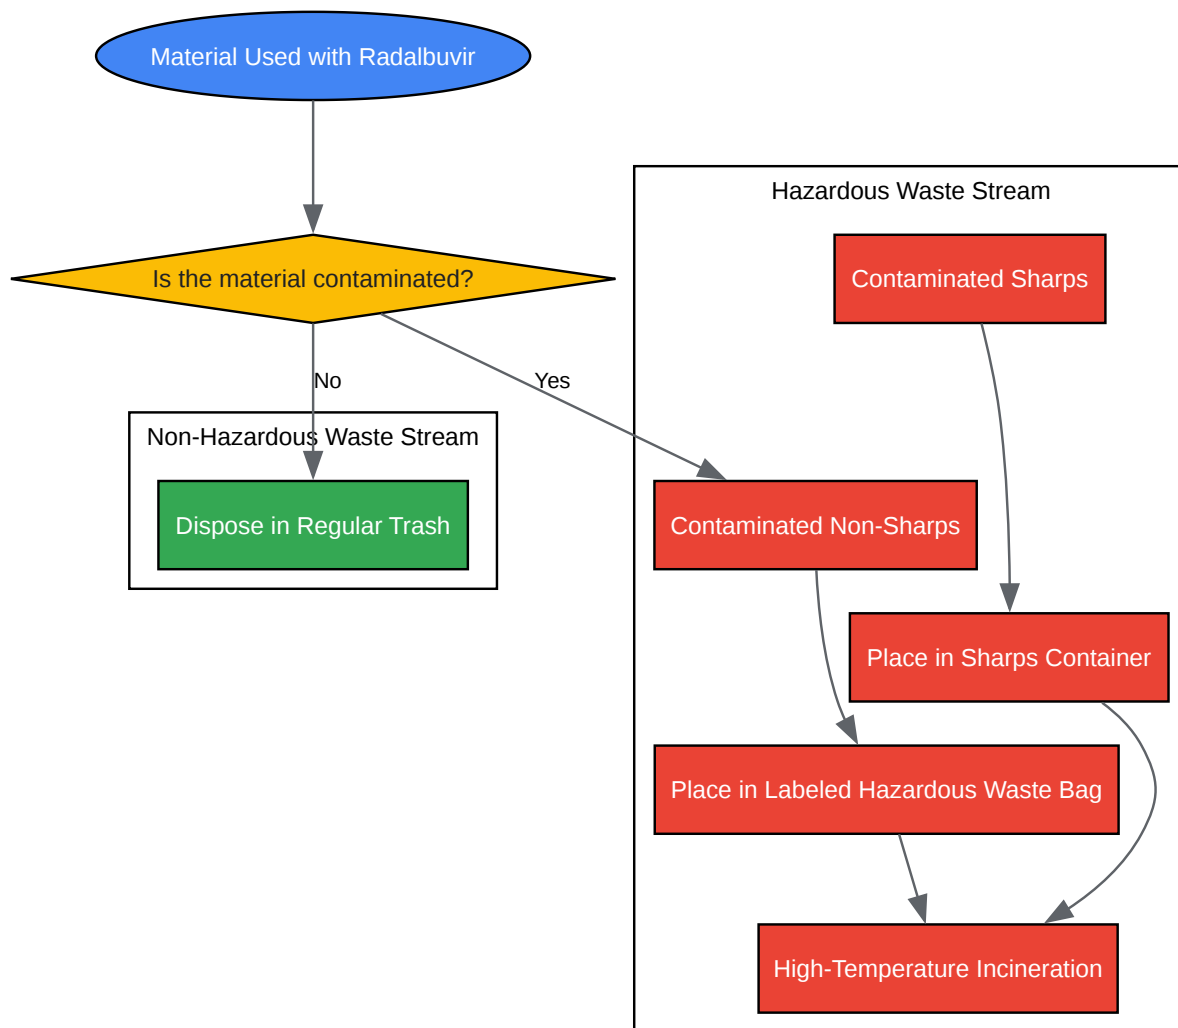 Material Used with Radalbuvir
Hazardous Waste Stream
Contaminated Sharps
Is the material contaminated?
No
Yes
Non-Hazardous Waste Stream
Dispose in Regular Trash
Contaminated Non-Sharps
Place in Sharps Container
Place in Labeled Hazardous Waste Bag
High-Temperature Incineration